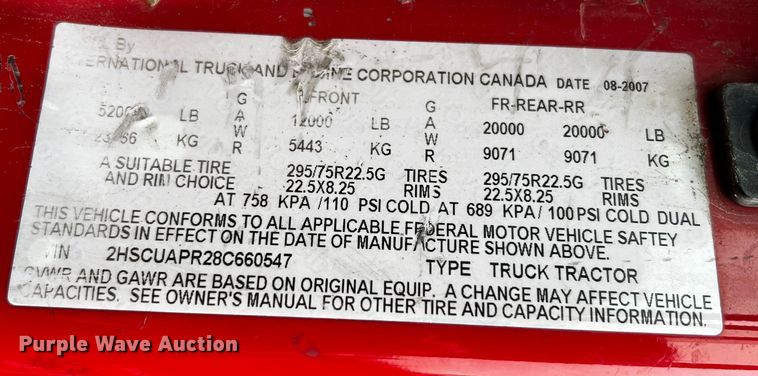 By
INTERNATIONAL TRUCK AND ENGINE CORPORATION CANADA DATE 08-2007
G FRONT G FR-REAR-RR
LB A 12000 LB A 20000 20000 LB
W W
KG R 5443 KG R 9071 9071 KG
A SUITABLE TIRE 295/75R22.5G TIRES 295/75R22.5G TIRES
AND RIM CHOICE 22.5X8.25 RIMS 22.5X8.25 RIMS
AT 758 KPA /110 PSI COLD AT 689 KPA / 100 PSI COLD DUAL
THIS VEHICLE CONFORMS TO ALL APPLICABLE FEDERAL MOTOR VEHICLE SAFTEY
STANDARDS IN EFFECT ON THE DATE OF MANUFACTURE SHOWN ABOVE.
VIN 2HSCUAPR28C660547 TYPE TRUCK TRACTOR
GVWR AND GAWR ARE BASED ON ORIGINAL EQUIP. A CHANGE MAY AFFECT VEHICLE
CAPACITIES. SEE OWNER'S MANUAL FOR OTHER TIRE AND CAPACITY INFORMATION.
Purple Wave Auction